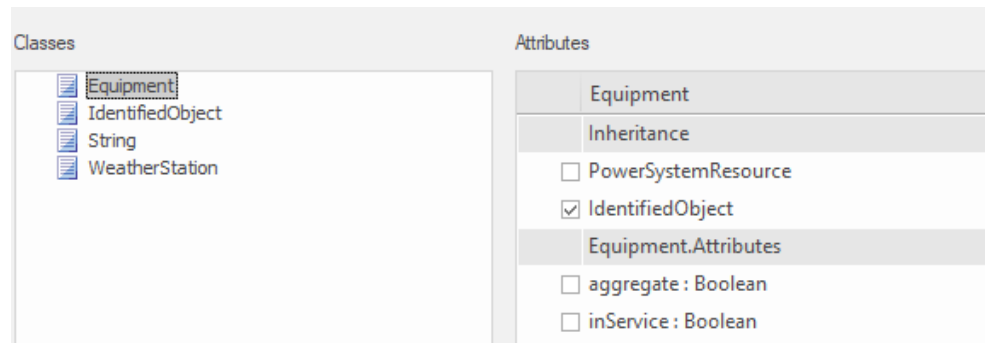 Classes
Equipment
IdentifiedObject
String
WeatherStation
Attributes
Equipment
Inheritance
PowerSystemResource
IdentifiedObject
Equipment.Attributes
aggregate : Boolean
inService : Boolean